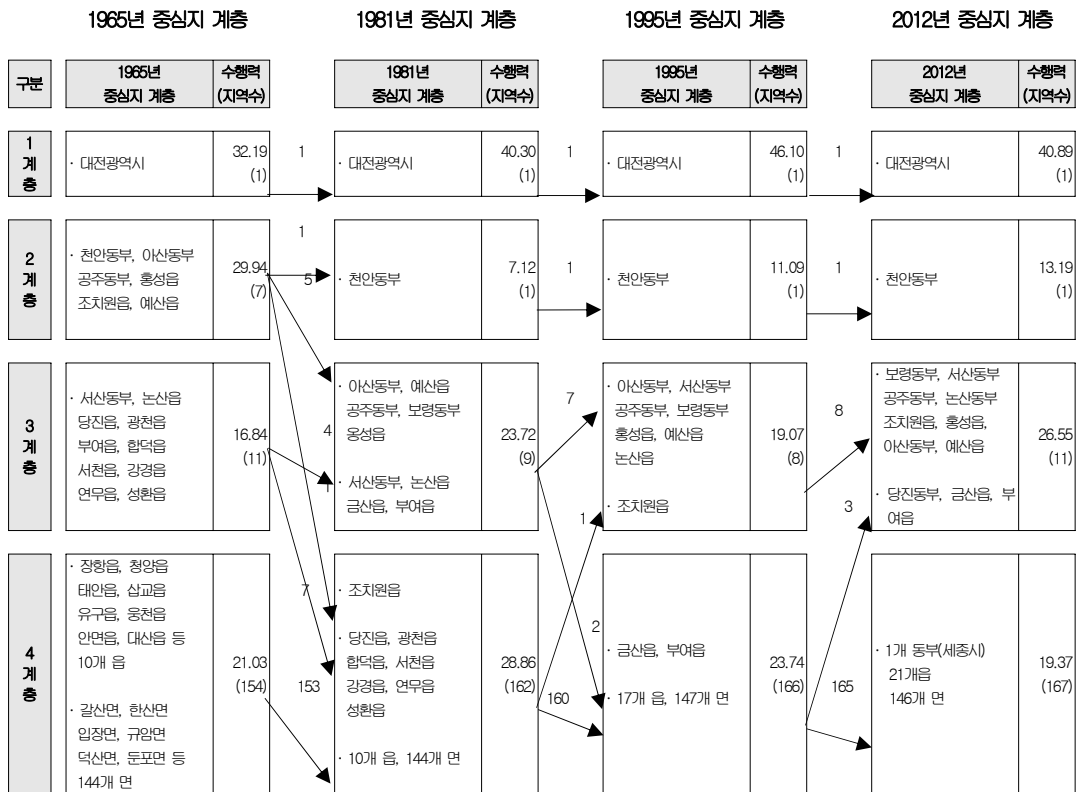 1965년 중심지 계층 1981년 중심지 계층 1995년 중심지 계층 2012년 중심지 계층
구분
1965년
중심지 계층
수행력
(지역수)
1981년
중심지 계층
수행력
(지역수)
1995년
중심지 계층
수행력
(지역수)
2012년
중심지 계층
수행력
(지역수)
1
계
층
· 대전광역시
32.19
(1)
1
· 대전광역시
40.30
(1)
1
· 대전광역시
46.10
(1)
1
· 대전광역시
40.89
(1)
2
계
층
· 천안동부, 아산동부
공주동부, 홍성읍
조치원읍, 예산읍
29.94
(7)
1
5
· 천안동부
7.12
(1)
1
· 천안동부
11.09
(1)
1
· 천안동부
13.19
(1)
3
계
층
· 서산동부, 논산읍
당진읍, 광천읍
부여읍, 합덕읍
서천읍, 강경읍
연무읍, 성환읍
16.84
(11)
4
1
· 아산동부, 예산읍
공주동부, 보령동부
홍성읍
· 서산동부, 논산읍
금산읍, 부여읍
23.72
(9)
7
1
· 아산동부, 서산동부
공주동부, 보령동부
홍성읍, 예산읍
논산읍
· 조치원읍
19.07
(8)
8
3
· 보령동부, 서산동부
공주동부, 논산동부
조치원읍, 홍성읍,
아산동부, 예산읍
· 당진동부, 금산읍, 부
여읍
26.55
(11)
4
계
층
· 장항읍, 청양읍
태안읍, 삽교읍
유구읍, 웅천읍
안면읍, 대산읍 등
10개 읍
· 갈산면, 한산면
입장면, 규암면
덕산면, 둔포면 등
144개 면
21.03
(154)
7
153
· 조치원읍
· 당진읍, 광천읍
합덕읍, 서천읍
강경읍, 연무읍
성환읍
· 10개 읍, 144개 면
28.86
(162)
2
160
· 금산읍, 부여읍
· 17개 읍, 147개 면
23.74
(166)
165
· 1개 동부(세종시)
21개읍
146개 면
19.37
(167)